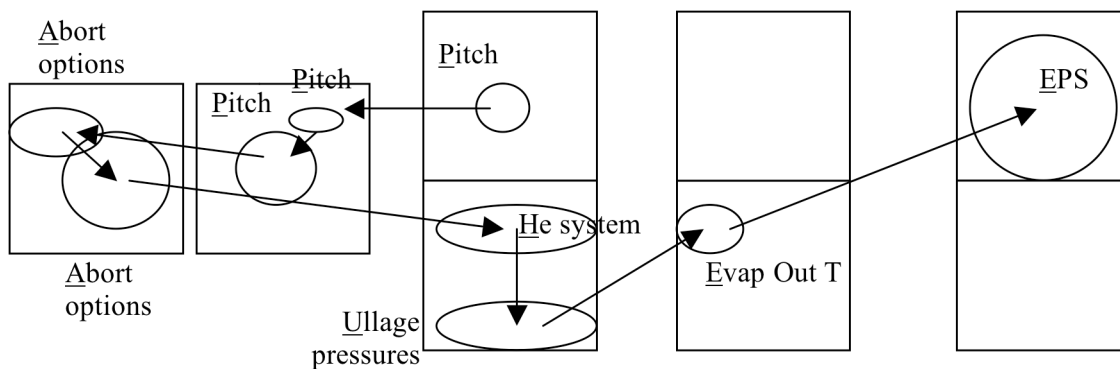 Abort
options
Pitch
Pitch
Pitch
EPS
He system
Evap Out T
Abort
options
Ullage
pressures